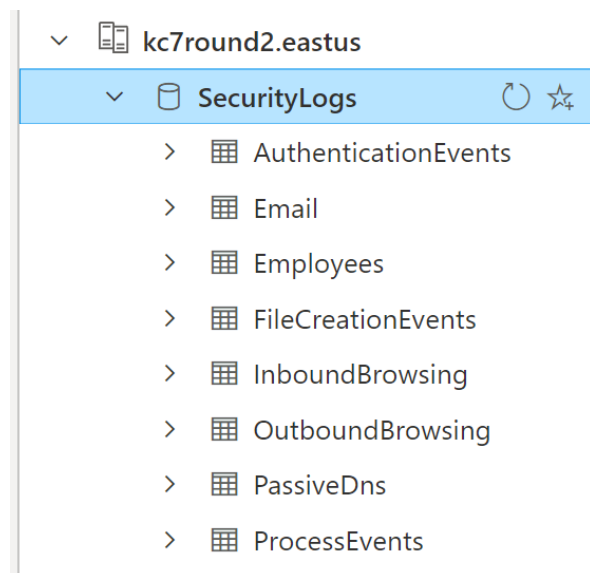 kc7round2.eastus
SecurityLogs
AuthenticationEvents
Email
Employees
FileCreationEvents
InboundBrowsing
OutboundBrowsing
PassiveDns
ProcessEvents